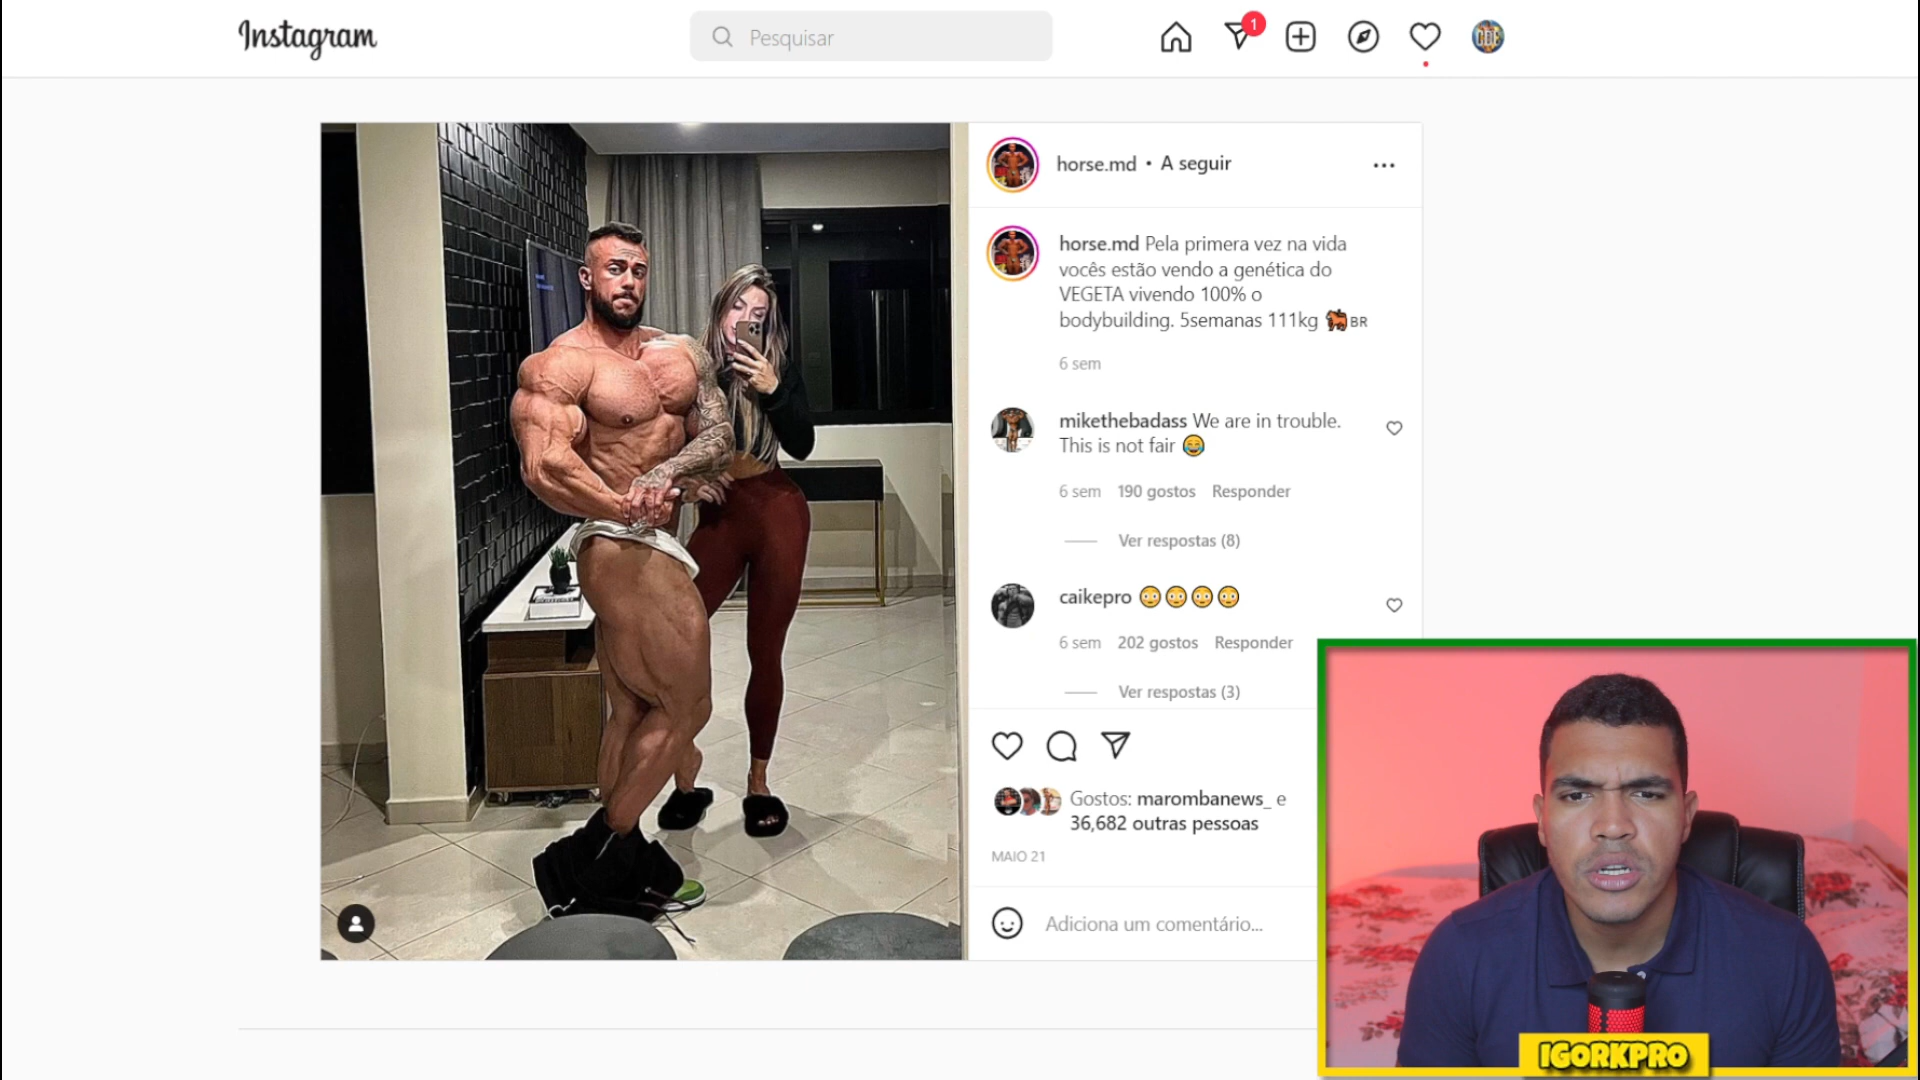 Instagram
Pesquisar
1
GDE
horse.md • A seguir
horse.md Pela primera vez na vida
vocês estão vendo a genética do
VEGETA vivendo 100% o
bodybuilding. 5semanas 111kg 🐂BR
6 sem
mikethebadass We are in trouble.
This is not fair 😂
6 sem 190 gostos Responder
Ver respostas (8)
caikepro 😳😳😳😳
6 sem 202 gostos Responder
Ver respostas (3)
Gostos: marombanews_ e
36,682 outras pessoas
MAIO 21
Adiciona um comentário...
IGORKPRO